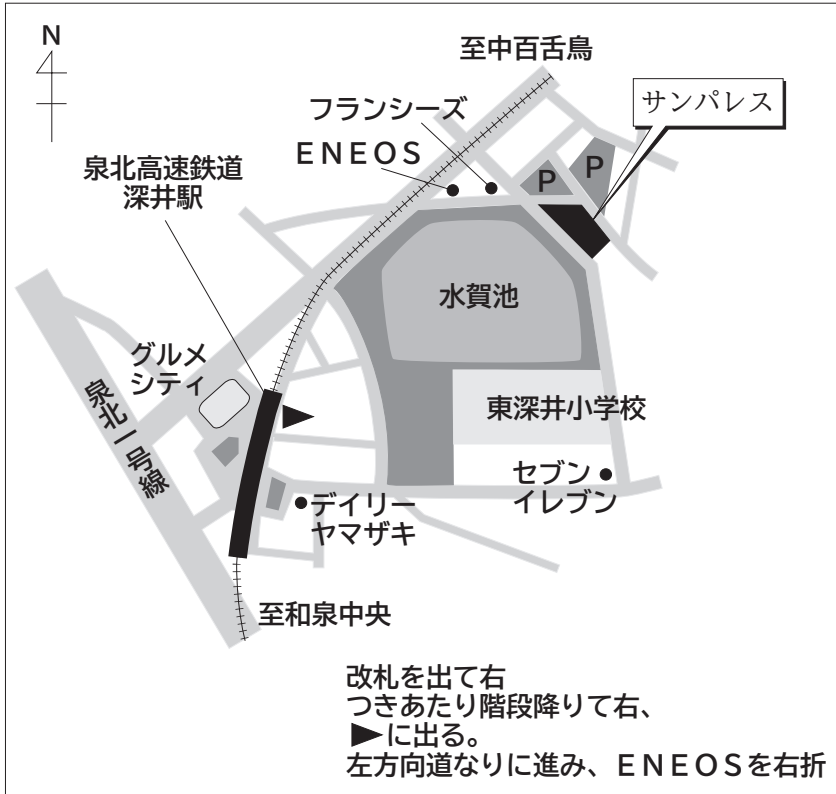 N
至中百舌鳥
サンパレス
フランシーズ
ＥＮＥＯＳ
P
P
泉北高速鉄道
深井駅
水賀池
グルメ
シティ
泉北一号線
東深井小学校
セブン
イレブン
デイリー
ヤマザキ
至和泉中央
改札を出て右
つきあたり階段降りて右、
▶に出る。
左方向道なりに進み、ＥＮＥＯＳを右折